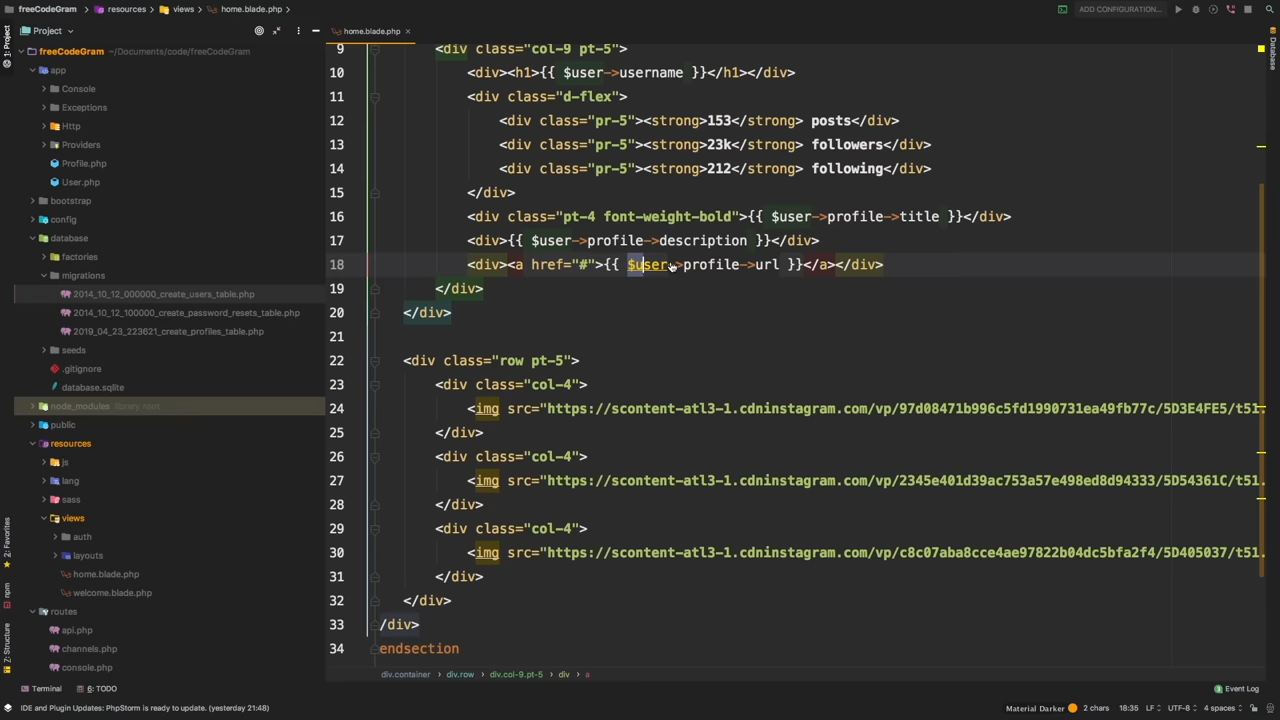 freeCodeGram resources views home.blade.php ADD CONFIGURATION...
Project home.blade.php
1: Project
Database
freeCodeGram ~/Documents/code/freeCodeGram
app
Console
Exceptions
Http
Providers
Profile.php
User.php
bootstrap
config
database
factories
migrations
2014_10_12_000000_create_users_table.php
2014_10_12_100000_create_password_resets_table.php
2019_04_23_223621_create_profiles_table.php
seeds
.gitignore
database.sqlite
node_modules library root
public
resources
js
lang
sass
views
auth
layouts
home.blade.php
welcome.blade.php
routes
api.php
channels.php
console.php
2: Favorites
npm
7: Structure
9 <div class="col-9 pt-5">
10 <div><h1>{{ $user->username }}</h1></div>
11 <div class="d-flex">
12 <div class="pr-5"><strong>153</strong> posts</div>
13 <div class="pr-5"><strong>23k</strong> followers</div>
14 <div class="pr-5"><strong>212</strong> following</div>
15 </div>
16 <div class="pt-4 font-weight-bold">{{ $user->profile->title }}</div>
17 <div>{{ $user->profile->description }}</div>
18 <div><a href="#">{{ $user->profile->url }}</a></div>
19 </div>
20 </div>
21
22 <div class="row pt-5">
23 <div class="col-4">
24 <img src="https://scontent-atl3-1.cdninstagram.com/vp/97d08471b996c5fd1990731ea49fb77c/5D3E4FE5/t51.
25 </div>
26 <div class="col-4">
27 <img src="https://scontent-atl3-1.cdninstagram.com/vp/2345e401d39ac753a57e498ed8d94333/5D54361C/t51.
28 </div>
29 <div class="col-4">
30 <img src="https://scontent-atl3-1.cdninstagram.com/vp/c8c07aba8cce4ae97822b04dc5bfa2f4/5D405037/t51.
31 </div>
32 </div>
33 /div>
34 endsection
div.container div.row div.col-9.pt-5 div a
Terminal 6: TODO 3 Event Log
IDE and Plugin Updates: PhpStorm is ready to update. (yesterday 21:48) Material Darker 2 chars 18:35 LF UTF-8 4 spaces